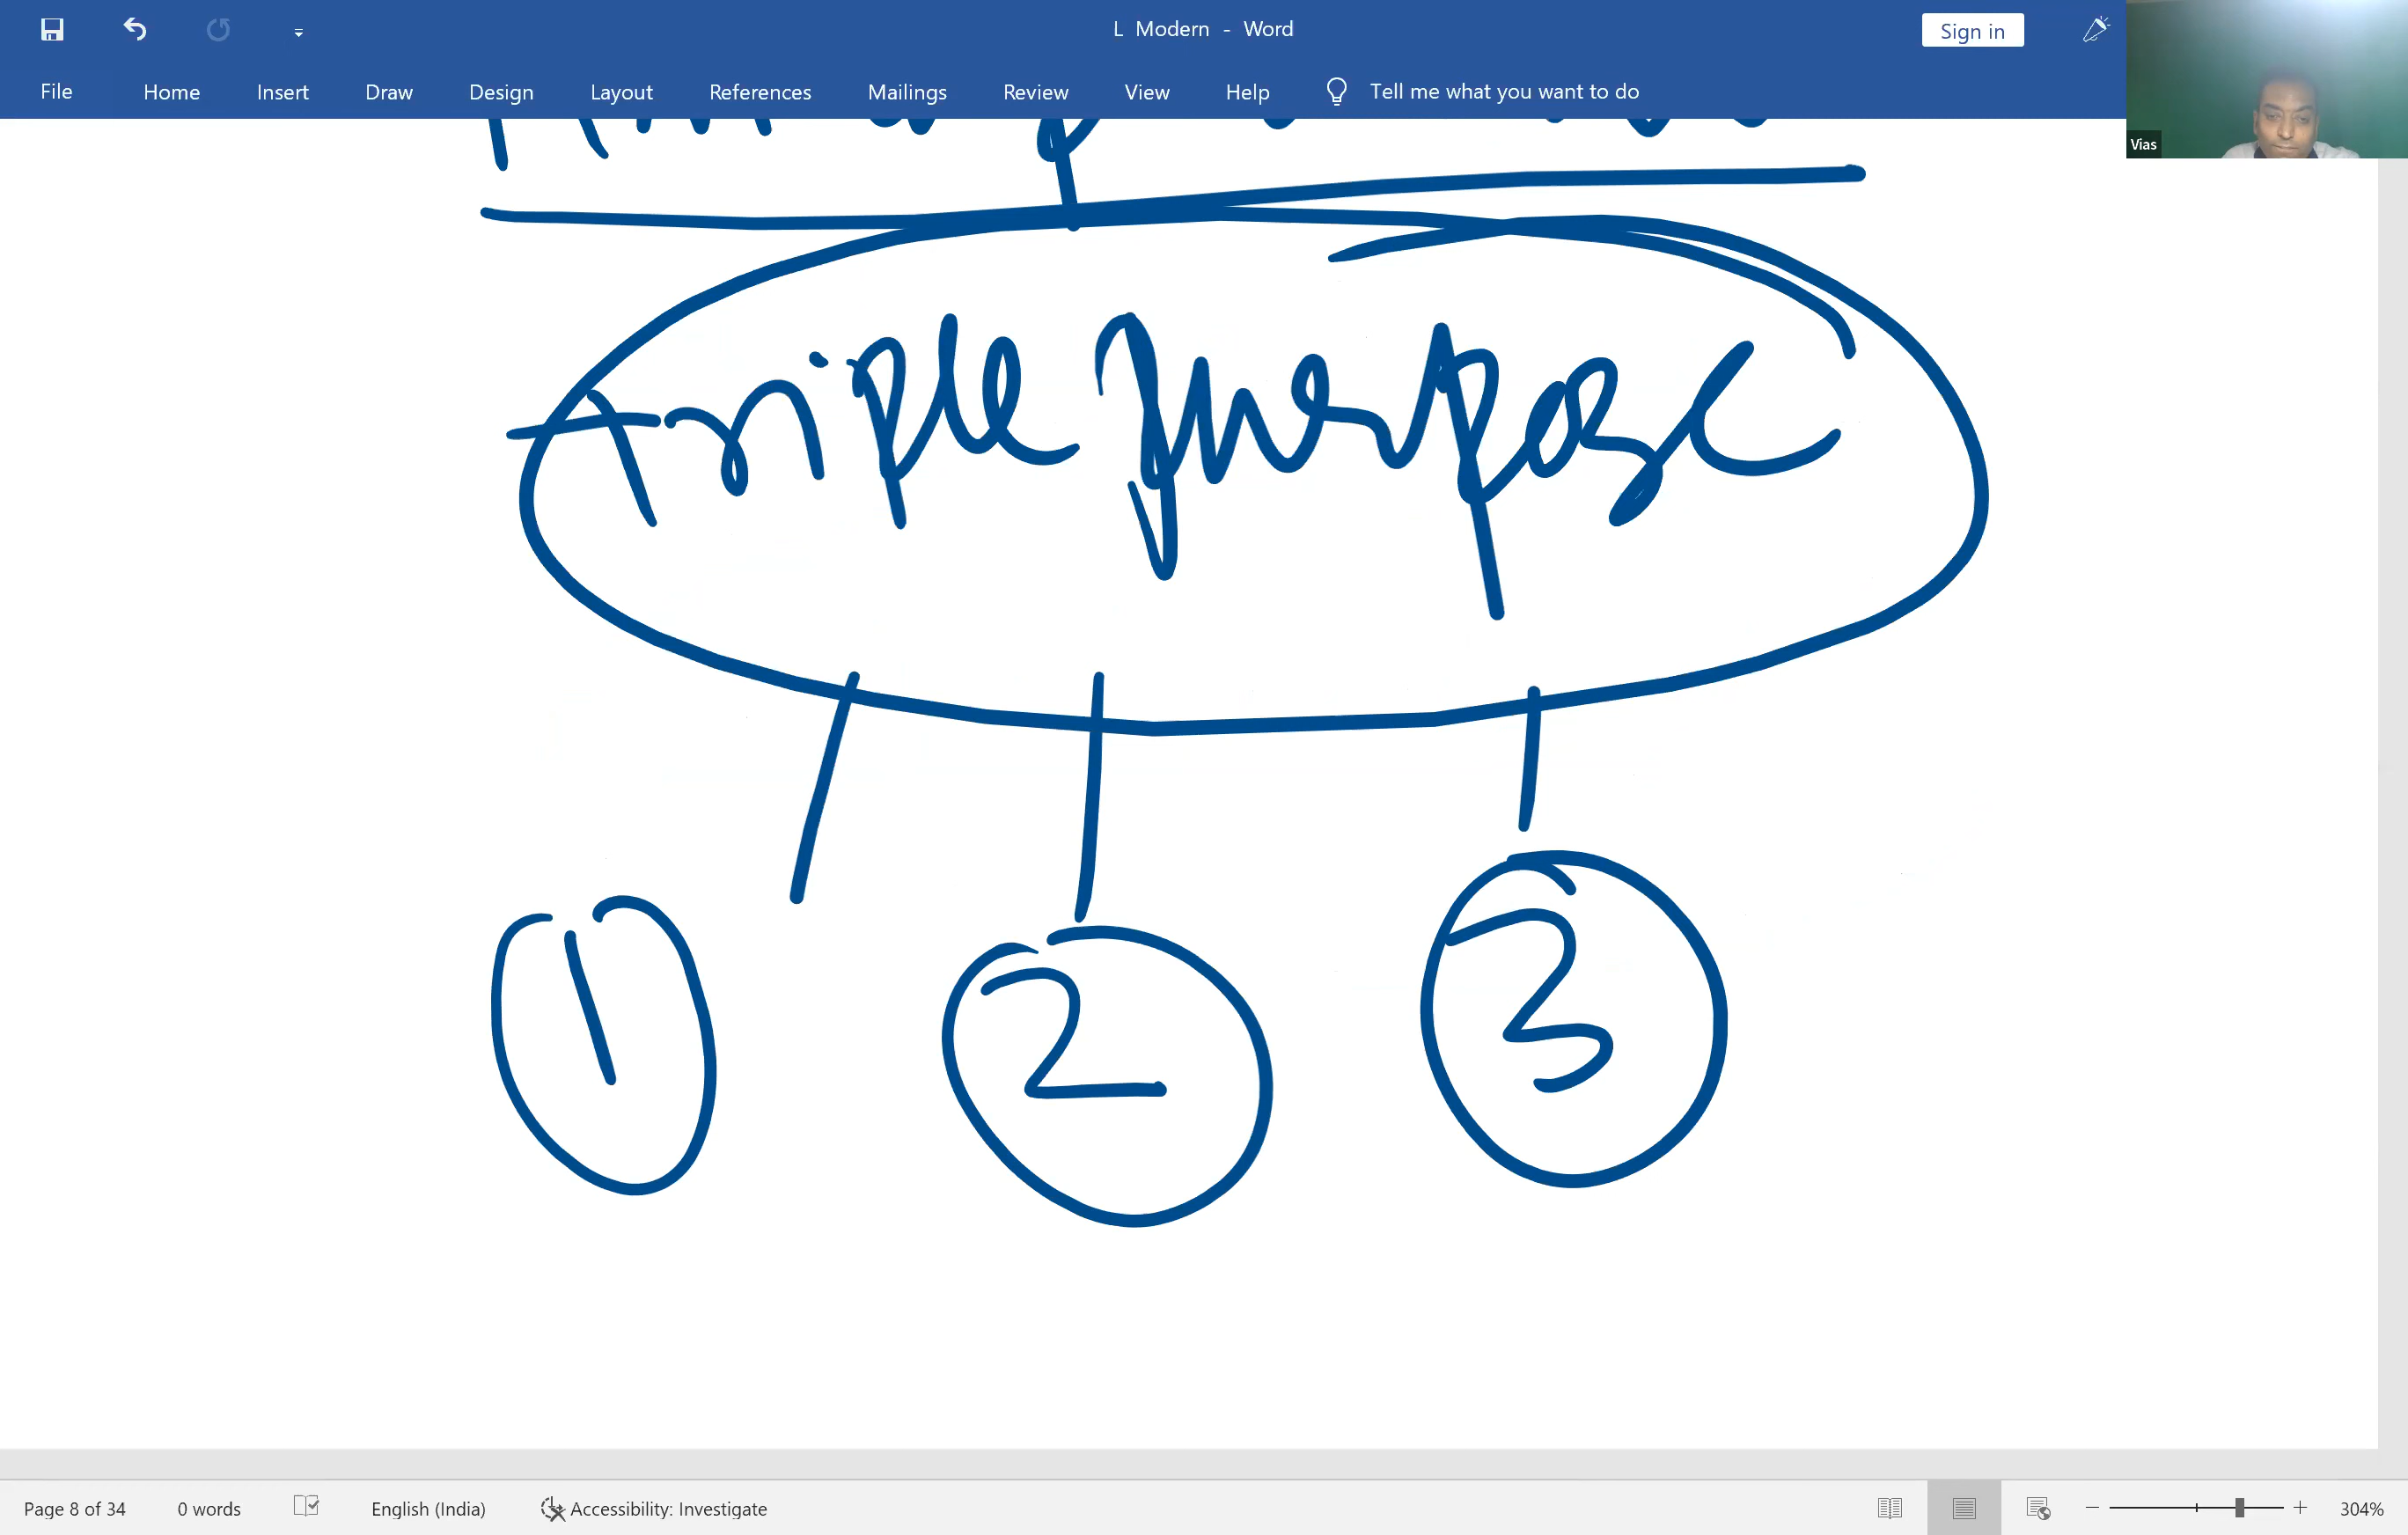 L Modern - Word
Sign in
File Home Insert Draw Design Layout References Mailings Review View Help Tell me what you want to do
Vias
triple purpose
1 2 3
Page 8 of 34 0 words English (India) Accessibility: Investigate 304%